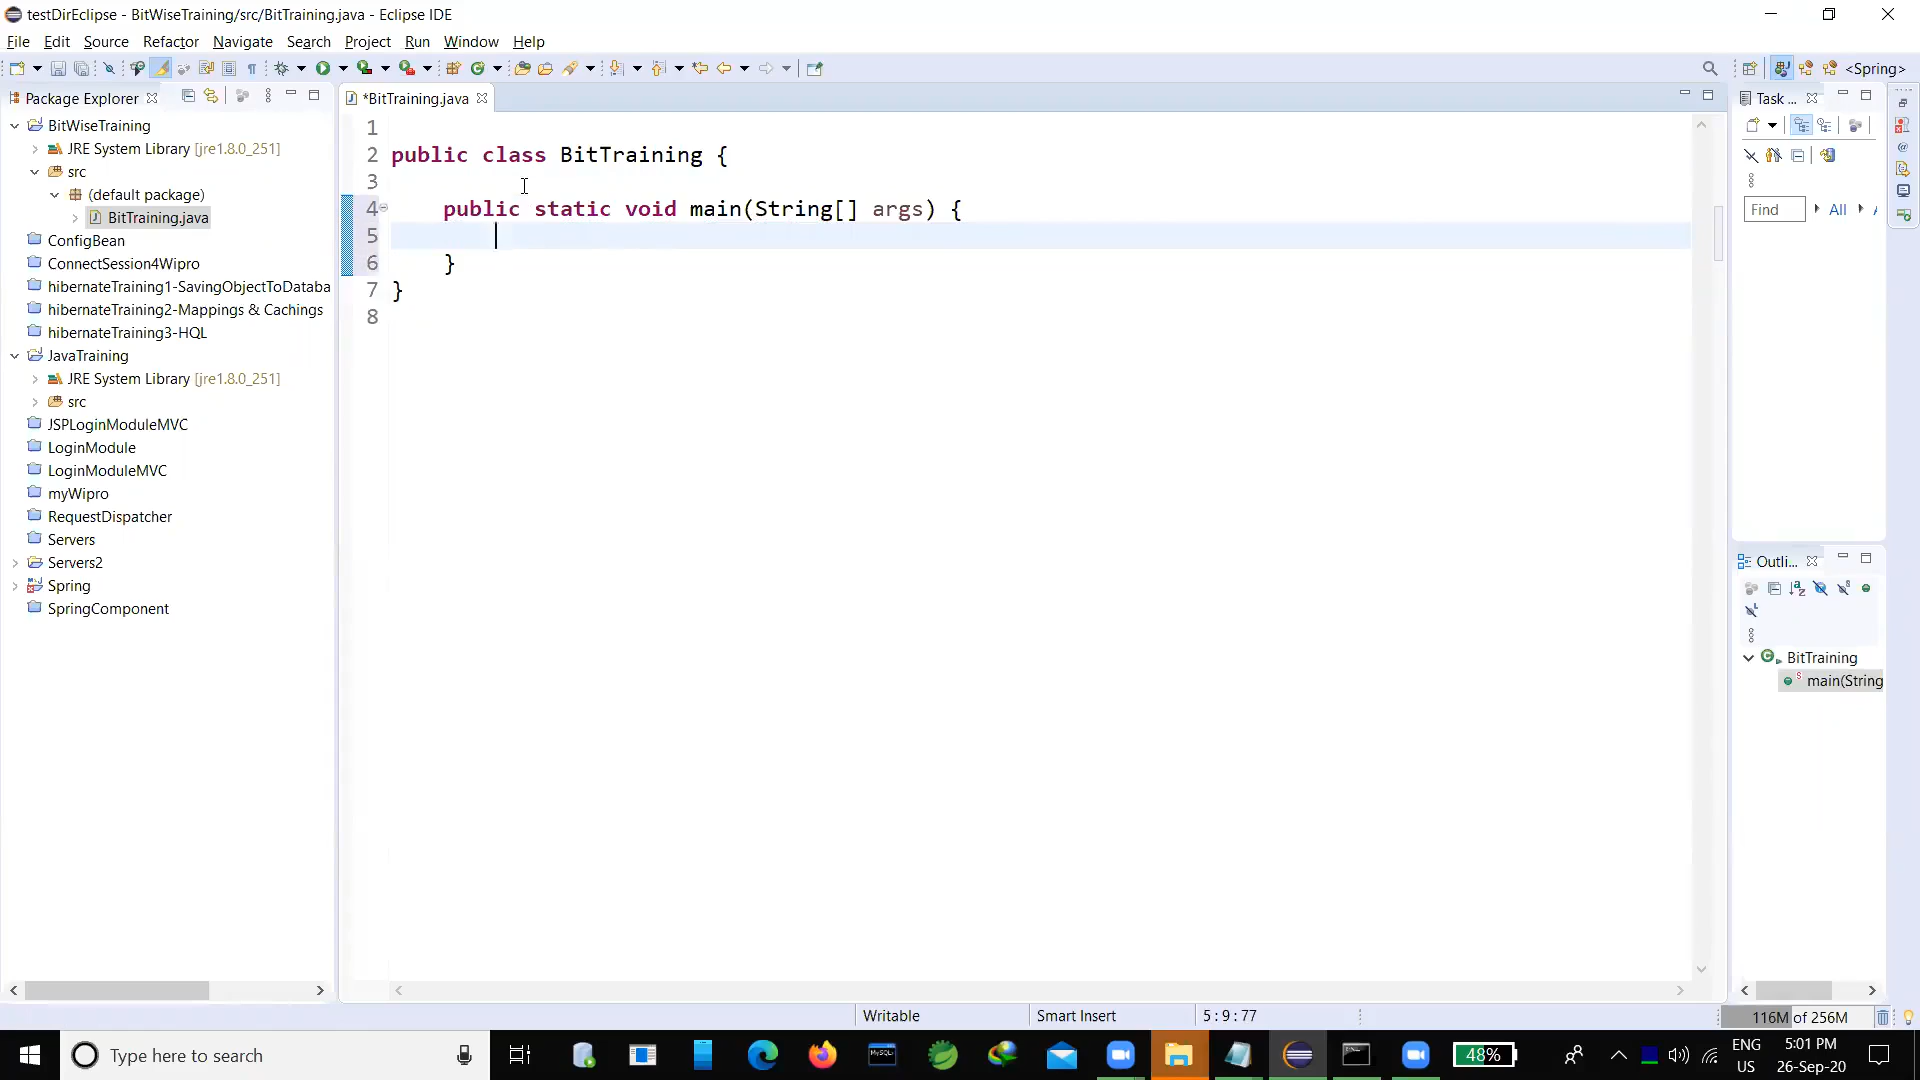 testDirEclipse - BitWiseTraining/src/BitTraining.java - Eclipse IDE
File Edit Source Refactor Navigate Search Project Run Window Help
<Spring>
Package Explorer
*BitTraining.java
Task ...
BitWiseTraining
JRE System Library [jre1.8.0_251]
src
(default package)
BitTraining.java
ConfigBean
ConnectSession4Wipro
hibernateTraining1-SavingObjectToDataba
hibernateTraining2-Mappings & Cachings
hibernateTraining3-HQL
JavaTraining
JRE System Library [jre1.8.0_251]
src
JSPLoginModuleMVC
LoginModule
LoginModuleMVC
myWipro
RequestDispatcher
Servers
Servers2
Spring
SpringComponent
1
2 public class BitTraining {
3
4 public static void main(String[] args) {
5
6 }
7 }
8
Find All
Outli...
BitTraining
main(String
Writable
Smart Insert
5 : 9 : 77
116M of 256M
Type here to search
MySQL
48%
ENG
US
5:01 PM
26-Sep-20